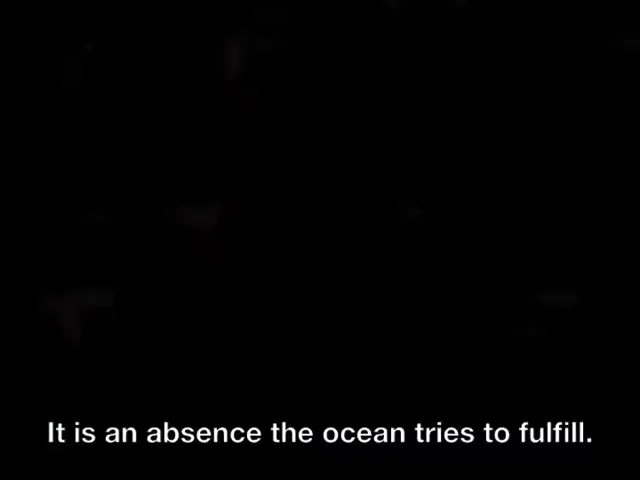 It is an absence the ocean tries to fulfill.